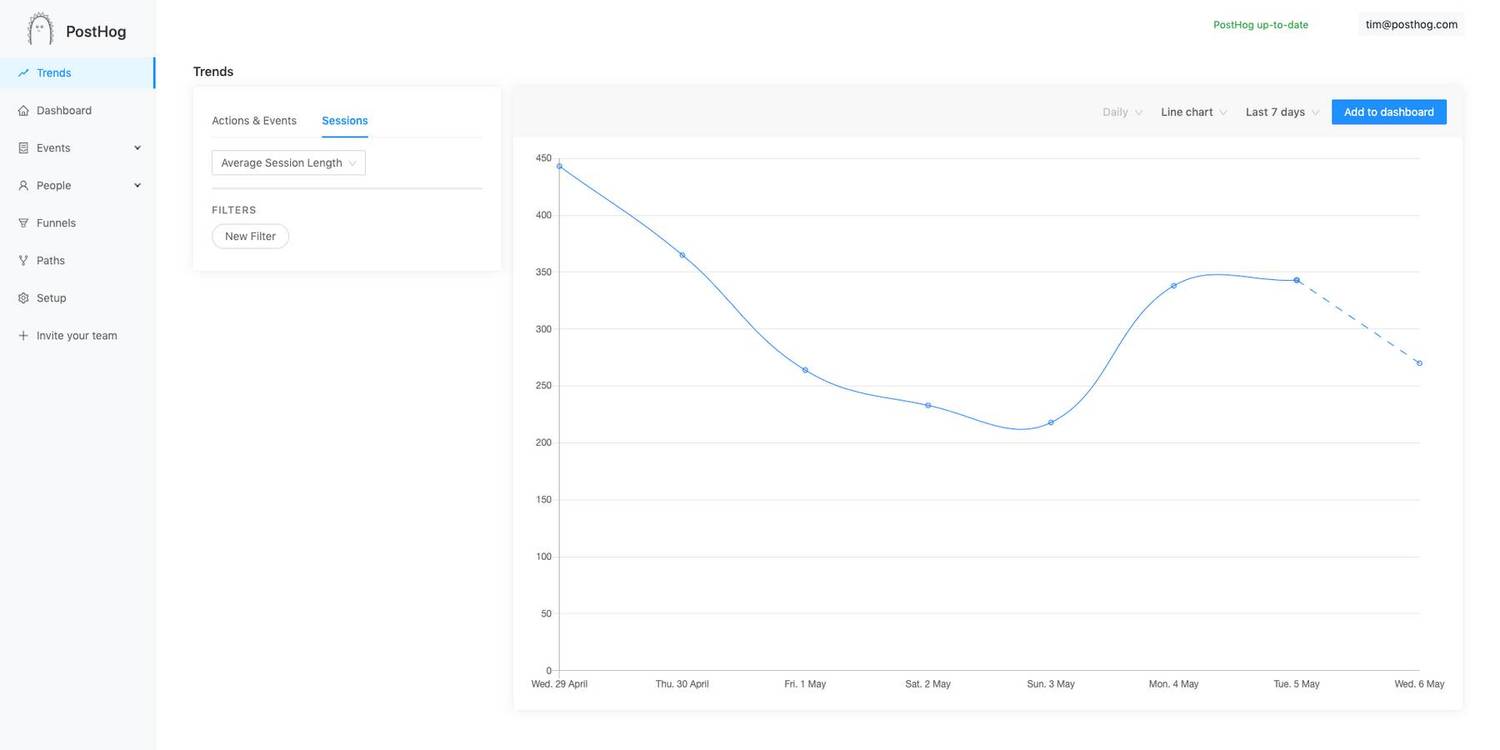 PostHog
Trends
Dashboard
Events
People
Funnels
Paths
Setup
Invite your team
PostHog up-to-date
tim@posthog.com
Trends
Actions & Events
Sessions
Average Session Length
FILTERS
New Filter
Daily
Line chart
Last 7 days
Add to dashboard
450
400
350
300
250
200
150
100
50
0
Wed. 29 April
Thu. 30 April
Fri. 1 May
Sat. 2 May
Sun. 3 May
Mon. 4 May
Tue. 5 May
Wed. 6 May